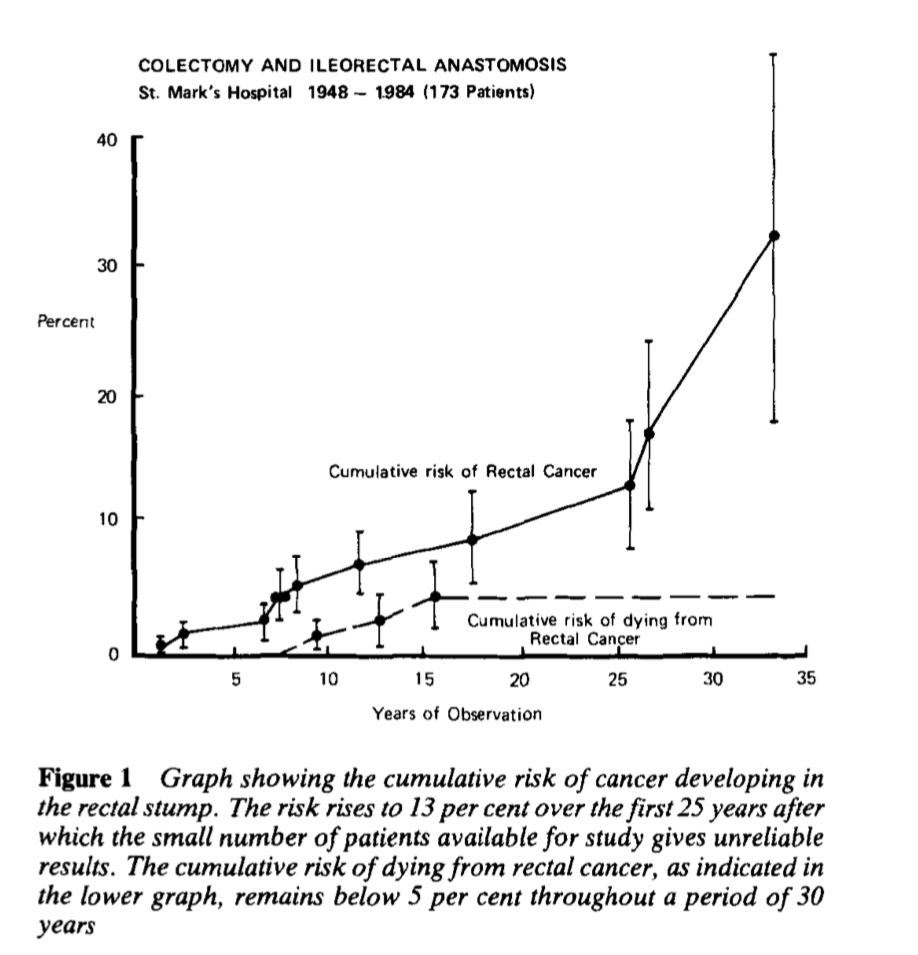 COLECTOMY AND ILEORECTAL ANASTOMOSIS
St. Mark's Hospital 1948 – 1984 (173 Patients)
40
30
Percent
20
Cumulative risk of Rectal Cancer
10
Cumulative risk of dying from
Rectal Cancer
0
5 10 15 20 25 30 35
Years of Observation
Figure 1 Graph showing the cumulative risk of cancer developing in
the rectal stump. The risk rises to 13 per cent over the first 25 years after
which the small number of patients available for study gives unreliable
results. The cumulative risk of dying from rectal cancer, as indicated in
the lower graph, remains below 5 per cent throughout a period of 30
years